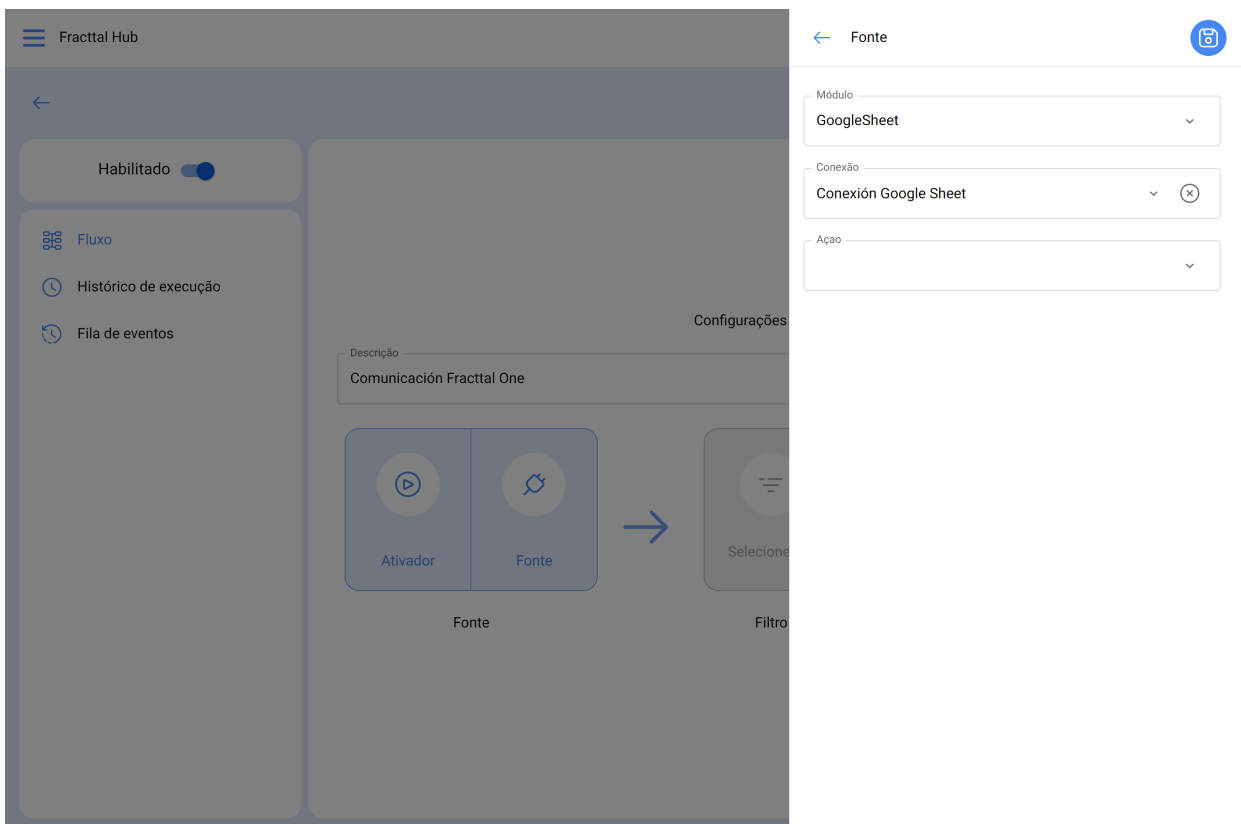 Fracttal Hub
Habilitado
Fluxo
Histórico de execução
Fila de eventos
Configurações
Descrição
Comunicación Fracttal One
Ativador
Fonte
Selecione
Fonte
Filtro
Fonte
Módulo
GoogleSheet
Conexão
Conexión Google Sheet
Açao